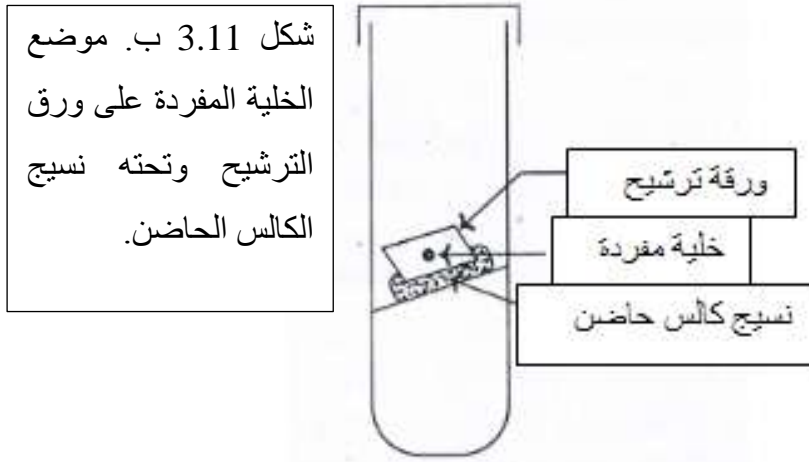 شكل 3.11 ب. موضع
الخلية المفردة على ورق
الترشيح وتحته نسيج
الكالس الحاضن.
ورقة ترشيح
خلية مفردة
نسيج كالس حاضن